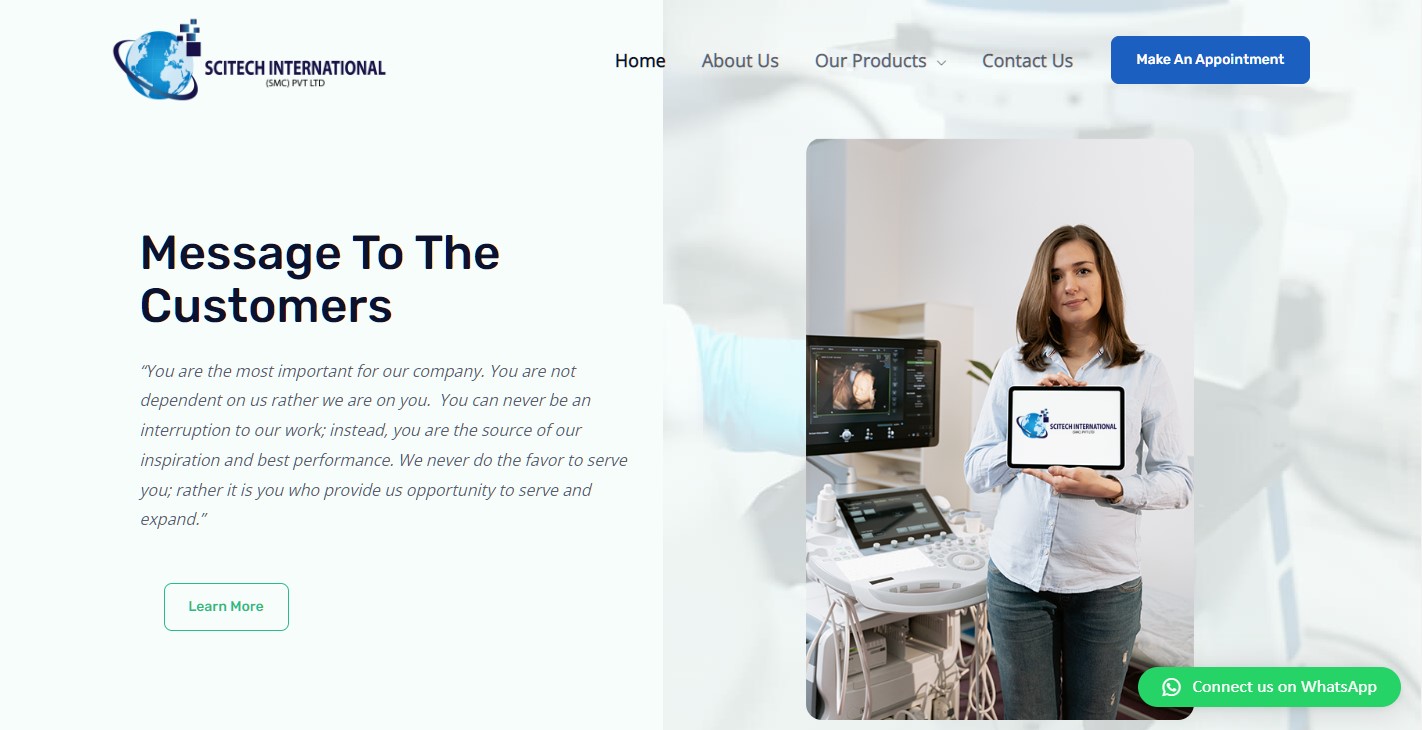 SCITECH INTERNATIONAL
(SMC) PVT LTD
Home
About Us
Our Products
Contact Us
Make An Appointment
Message To The
Customers
“You are the most important for our company. You are not
dependent on us rather we are on you.  You can never be an
interruption to our work; instead, you are the source of our
inspiration and best performance. We never do the favor to serve
you; rather it is you who provide us opportunity to serve and
expand.”
Learn More
SCITECH INTERNATIONAL
(SMC) PVT LTD
Connect us on WhatsApp